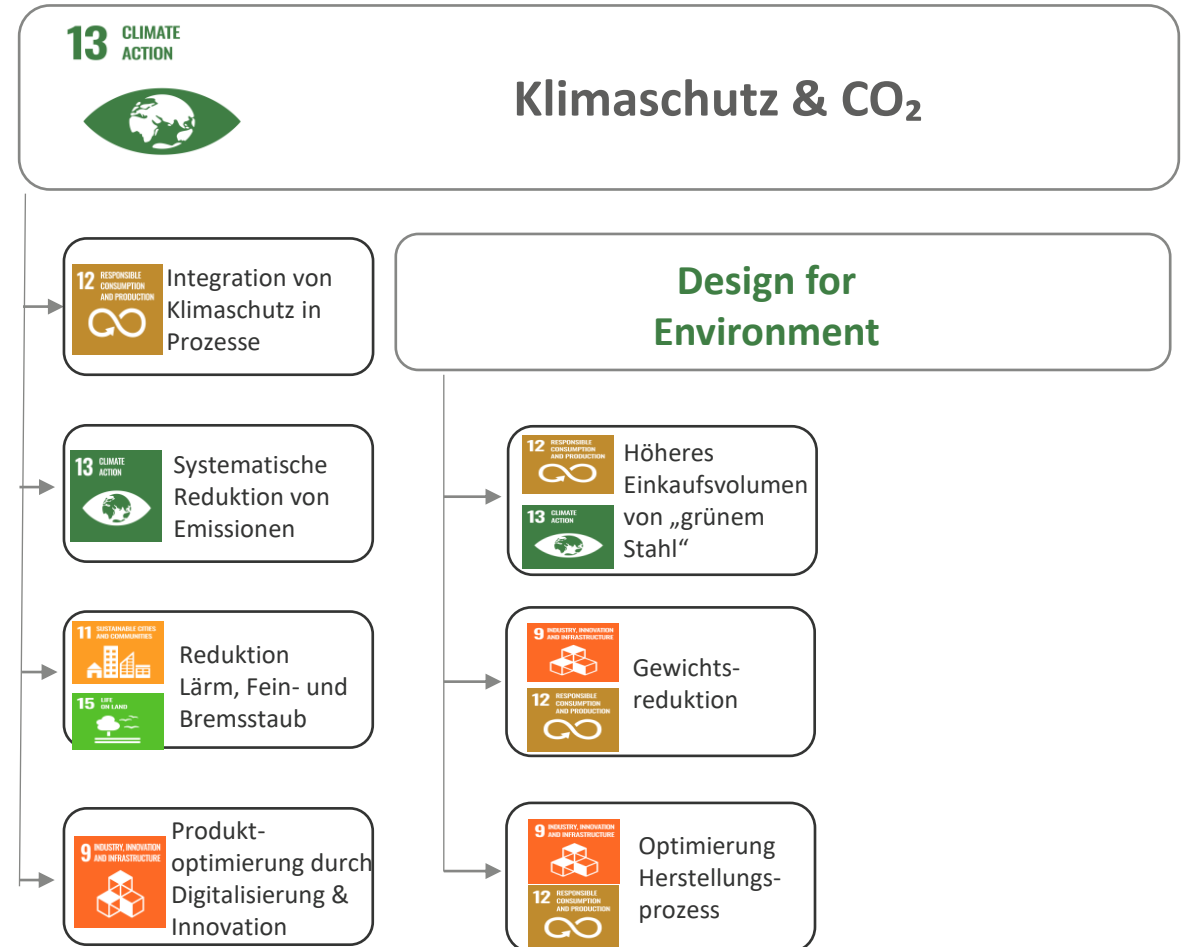 13 CLIMATE
ACTION
Klimaschutz & CO₂
12 RESPONSIBLE
CONSUMPTION
AND PRODUCTION
Integration von
Klimaschutz in
Prozesse
Design for
Environment
13 CLIMATE
ACTION
Systematische
Reduktion von
Emissionen
12 RESPONSIBLE
CONSUMPTION
AND PRODUCTION
13 CLIMATE
ACTION
Höheres
Einkaufsvolumen
von „grünem
Stahl“
11 SUSTAINABLE CITIES
AND COMMUNITIES
15 LIFE
ON LAND
Reduktion
Lärm, Fein- und
Bremsstaub
9 INDUSTRY, INNOVATION
AND INFRASTRUCTURE
12 RESPONSIBLE
CONSUMPTION
AND PRODUCTION
Gewichts-
reduktion
9 INDUSTRY, INNOVATION
AND INFRASTRUCTURE
Produkt-
optimierung durch
Digitalisierung &
Innovation
9 INDUSTRY, INNOVATION
AND INFRASTRUCTURE
12 RESPONSIBLE
CONSUMPTION
AND PRODUCTION
Optimierung
Herstellungs-
prozess